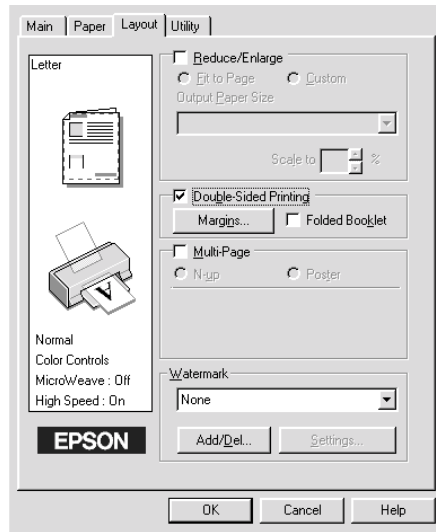 Main Paper Layout Utility
Letter
Reduce/Enlarge
Fit to Page Custom
Output Paper Size
Scale to %
Double-Sided Printing
Margins... Folded Booklet
Multi-Page
N-up Poster
A
Normal
Color Controls
MicroWeave : Off
High Speed : On
EPSON
Watermark
None
Add/Del... Settings...
OK Cancel Help